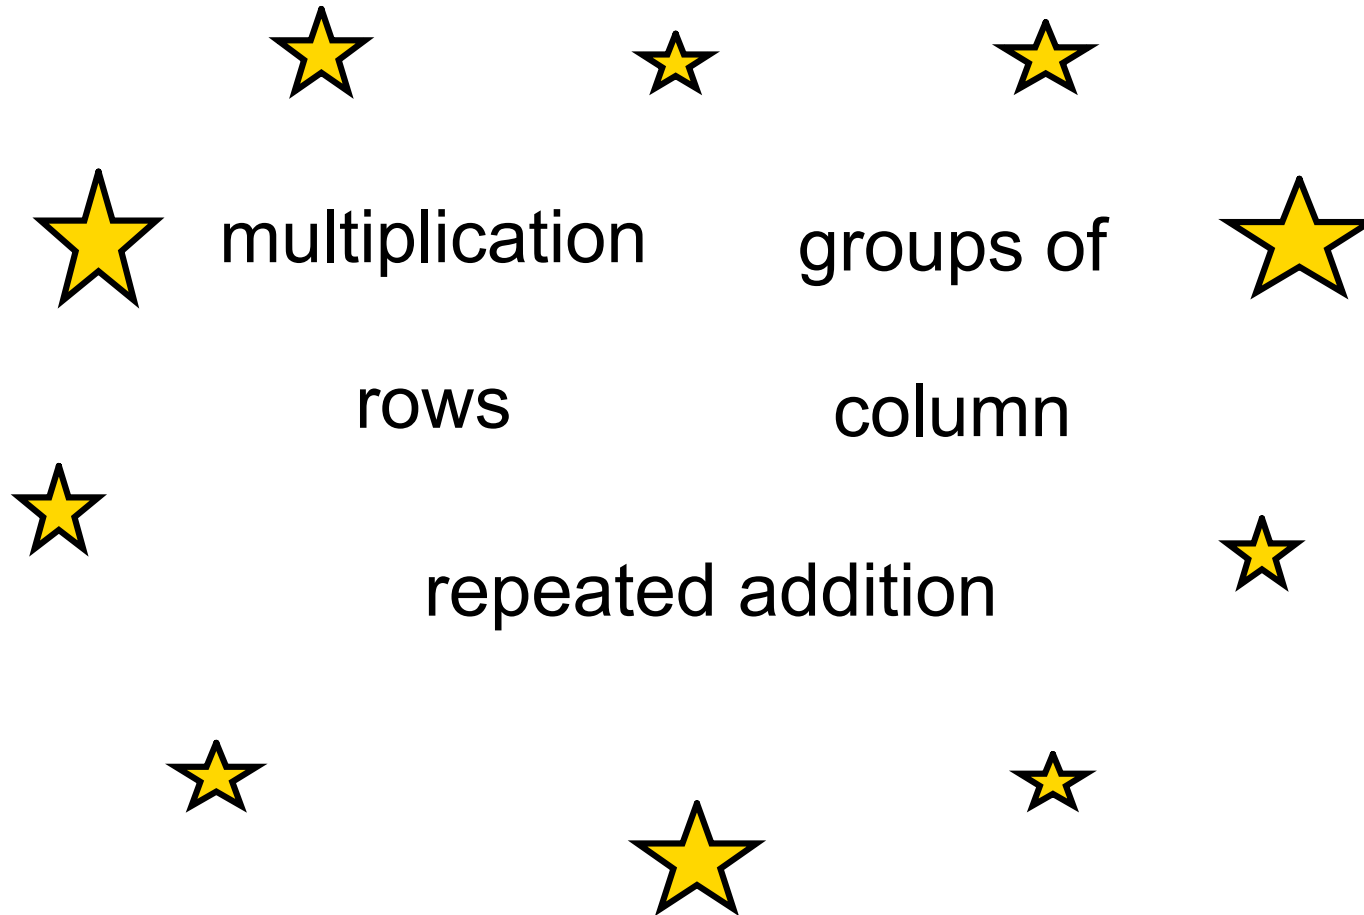 multiplication
groups of
rows
column
repeated addition